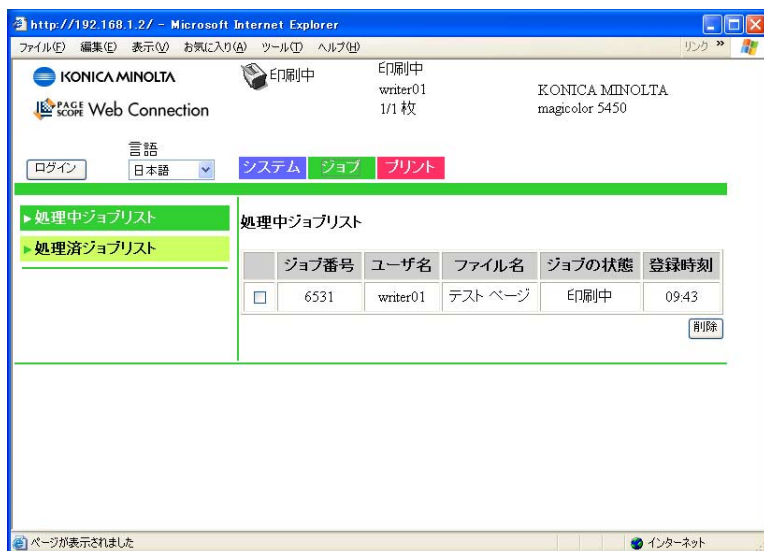 http://192.168.1.2/ - Microsoft Internet Explorer
ファイル(F) 編集(E) 表示(V) お気に入り(A) ツール(T) ヘルプ(H) リンク »
KONICA MINOLTA
印刷中
印刷中
writer01
1/1 枚
KONICA MINOLTA
magicolor 5450
PAGE SCOPE Web Connection
言語
ログイン 日本語
システム ジョブ プリント
処理中ジョブリスト
処理済ジョブリスト
処理中ジョブリスト
ジョブ番号 ユーザ名 ファイル名 ジョブの状態 登録時刻
6531 writer01 テスト ページ 印刷中 09:43
削除
ページが表示されました インターネット